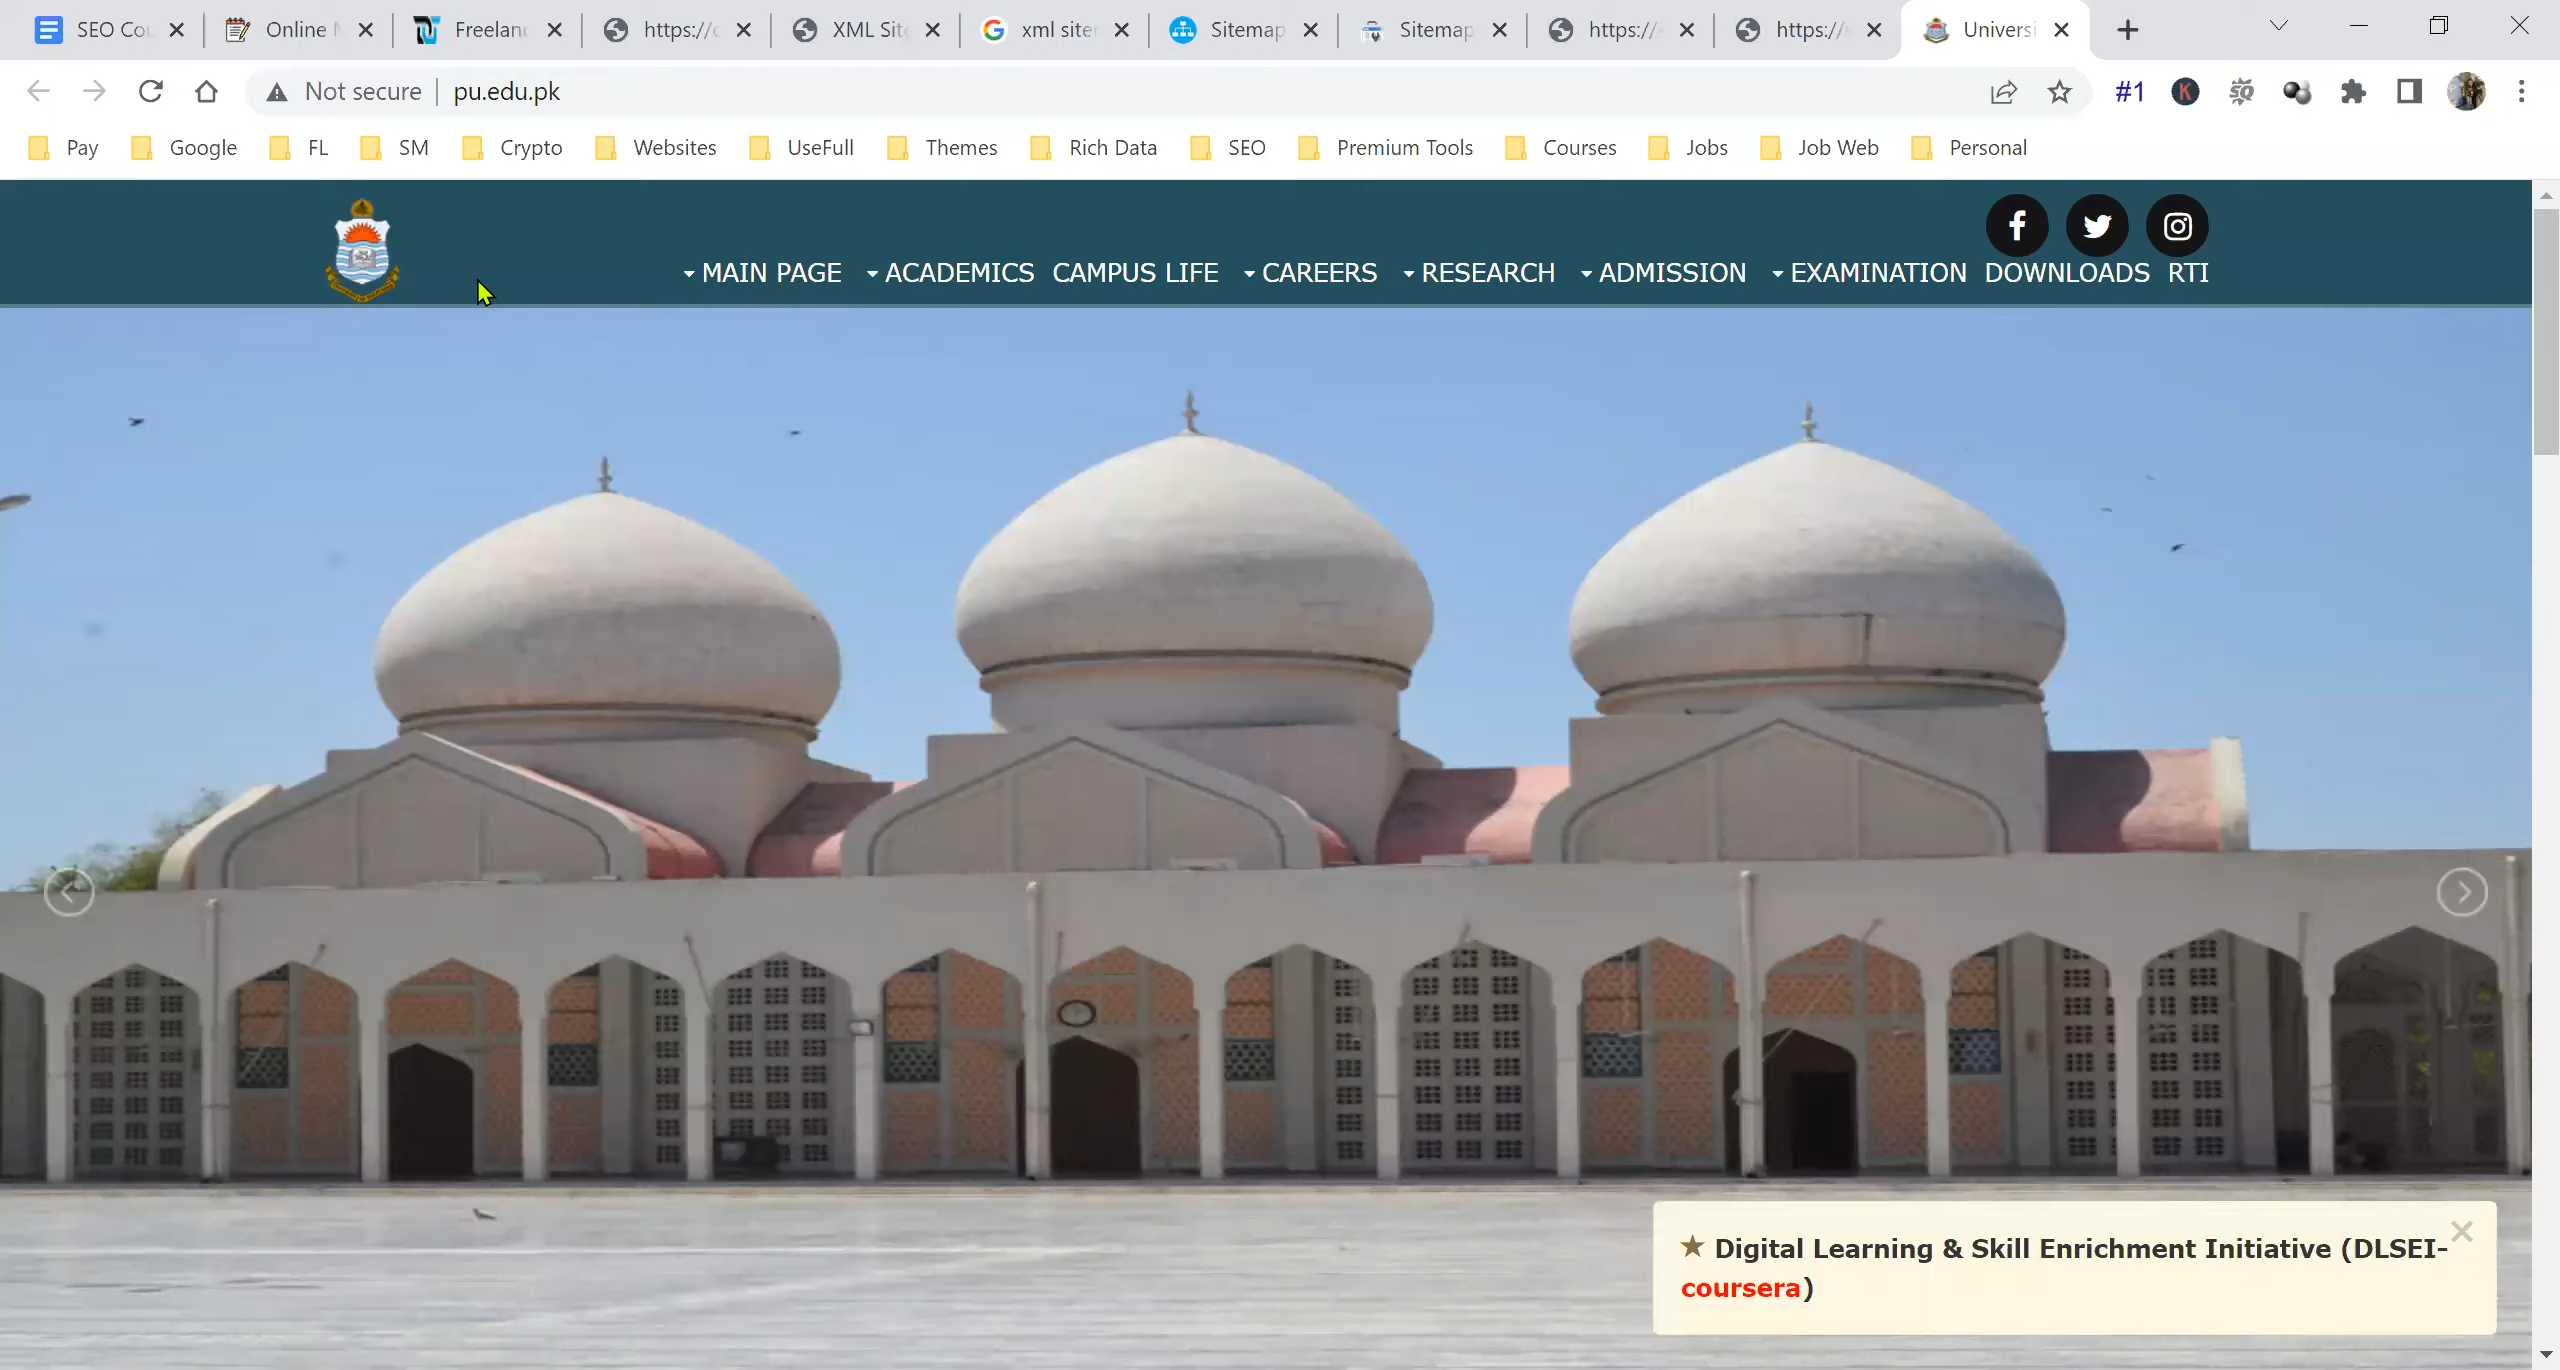 SEO Co
Online
Freelan
https://
XML Sit
xml site
Sitemap
Sitemap
https://
https://
Universi
Not secure
pu.edu.pk
#1
Pay
Google
FL
SM
Crypto
Websites
UseFull
Themes
Rich Data
SEO
Premium Tools
Courses
Jobs
Job Web
Personal
MAIN PAGE ACADEMICS CAMPUS LIFE CAREERS RESEARCH ADMISSION EXAMINATION DOWNLOADS RTI
Digital Learning & Skill Enrichment Initiative (DLSEI-
coursera)